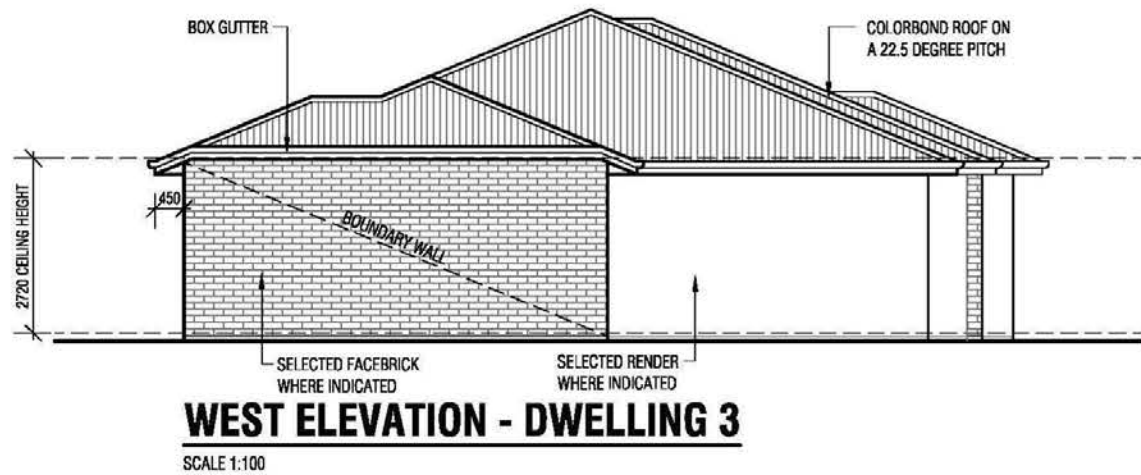 BOX GUTTER
COLORBOND ROOF ON
A 22.5 DEGREE PITCH
450
2720 CEILING HEIGHT
BOUNDARY WALL
SELECTED FACEBRICK
WHERE INDICATED
SELECTED RENDER
WHERE INDICATED
WEST ELEVATION - DWELLING 3
SCALE 1:100